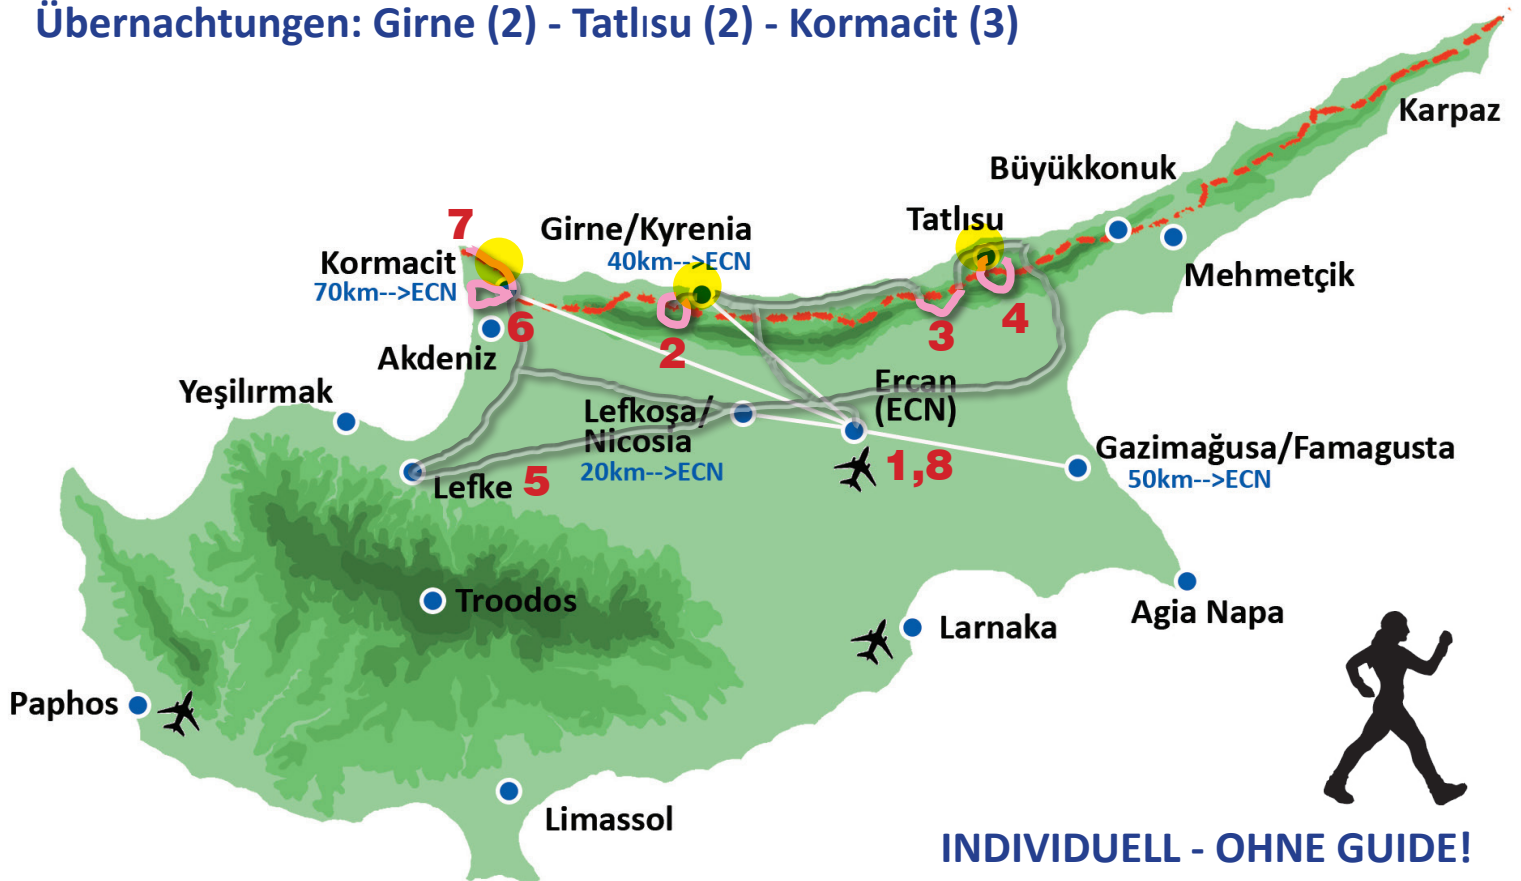 Übernachtungen: Girne (2) - Tatlısu (2) - Kormacit (3)
Karpaz
Büyükkonuk
Tatlısu
7
Girne/Kyrenia
40km-->ECN
Kormacit
70km-->ECN
Mehmetçik
6
4
3
2
Akdeniz
Yeşilırmak
Ercan
(ECN)
Lefkoşa/
Nicosia
20km-->ECN
Gazimağusa/Famagusta
50km-->ECN
1,8
Lefke
5
Troodos
Agia Napa
Larnaka
Paphos
Limassol
INDIVIDUELL - OHNE GUIDE!